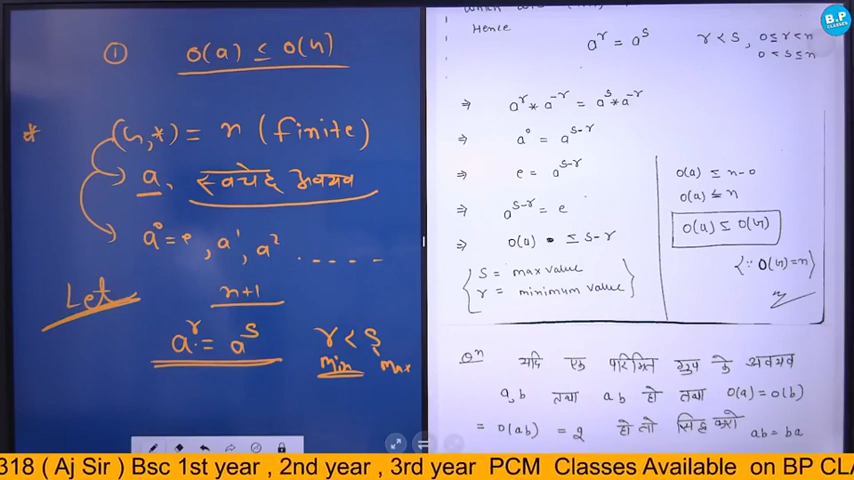 ① O(a) ≤ O(G)
* (G,*) = n (finite)
a, स्वेच्छ अवयव
a⁰ = e, a¹, a² .....
Let n+1
aʳ = aˢ r < s
min max
Hence
aʳ = aˢ r < s, 0 ≤ r < n
0 < s ≤ n
⇒ aʳ * a⁻ʳ = aˢ * a⁻ʳ
⇒ a⁰ = aˢ⁻ʳ
⇒ e = aˢ⁻ʳ
⇒ aˢ⁻ʳ = e
⇒ O(a) ≤ s-r
{ S = max value
r = minimum value }
O(a) ≤ n-0
O(a) ≤ n
O(a) ≤ O(G)
{∵ O(G)=n}
Qⁿ यदि एक परिमित ग्रुप के अवयव
a,b तथा ab हो तथा O(a) = O(b)
= O(ab) = 2 हो तो सिद्ध करो ab = ba
B.P
CLASSES
318 ( Aj Sir ) Bsc 1st year , 2nd year , 3rd year PCM Classes Available on BP CLA